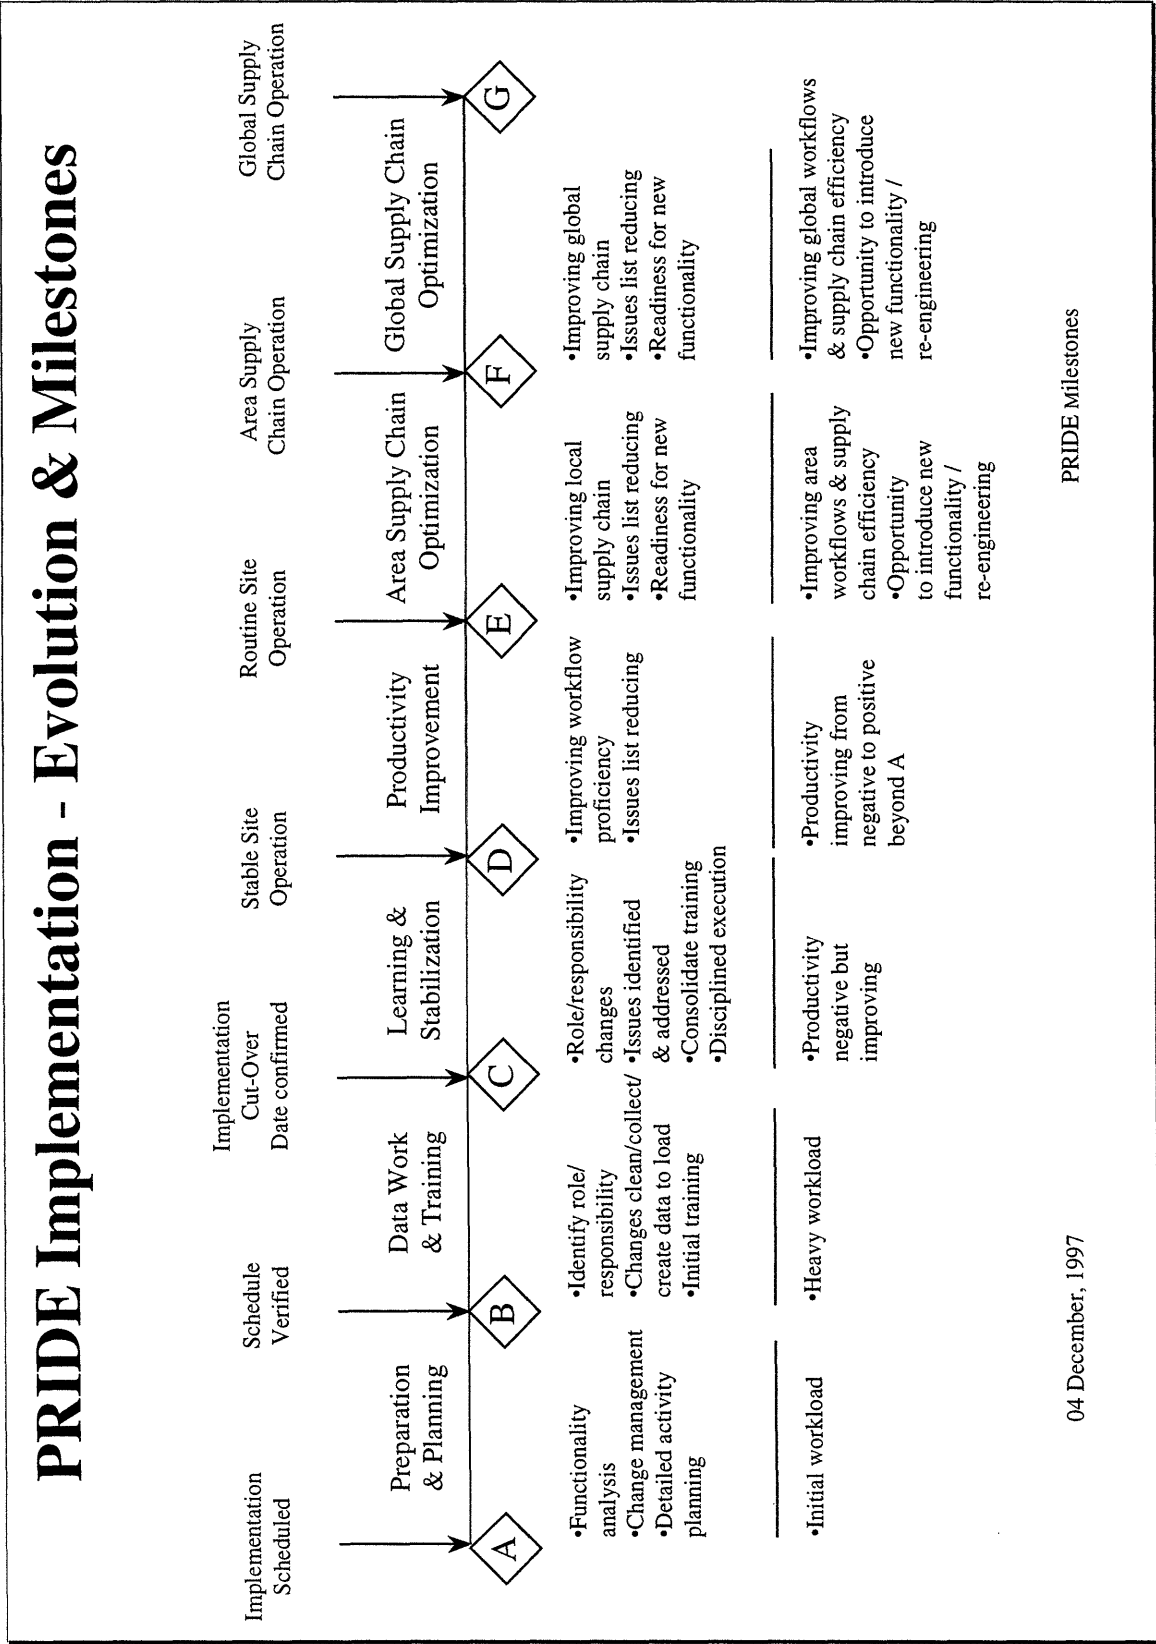 PRIDE Implementation - Evolution & Milestones
Implementation
Scheduled
Schedule
Verified
Implementation
Cut-Over
Date confirmed
Stable Site
Operation
Routine Site
Operation
Area Supply
Chain Operation
Global Supply
Chain Operation
Preparation
& Planning
Data Work
& Training
Learning &
Stabilization
Productivity
Improvement
Area Supply Chain
Optimization
Global Supply Chain
Optimization
A
B
C
D
E
F
G
•Functionality
analysis
•Change management
•Detailed activity
planning
•Identify role/
responsibility
•Changes clean/collect/
create data to load
•Initial training
•Role/responsibility
changes
•Issues identified
& addressed
•Consolidate training
•Disciplined execution
•Improving workflow
proficiency
•Issues list reducing
•Improving local
supply chain
•Issues list reducing
•Readiness for new
functionality
•Improving global
supply chain
•Issues list reducing
•Readiness for new
functionality
•Initial workload
•Heavy workload
•Productivity
negative but
improving
•Productivity
improving from
negative to positive
beyond A
•Improving area
workflows & supply
chain efficiency
•Opportunity
to introduce new
functionality /
re-engineering
•Improving global workflows
& supply chain efficiency
•Opportunity to introduce
new functionality /
re-engineering
04 December, 1997
PRIDE Milestones